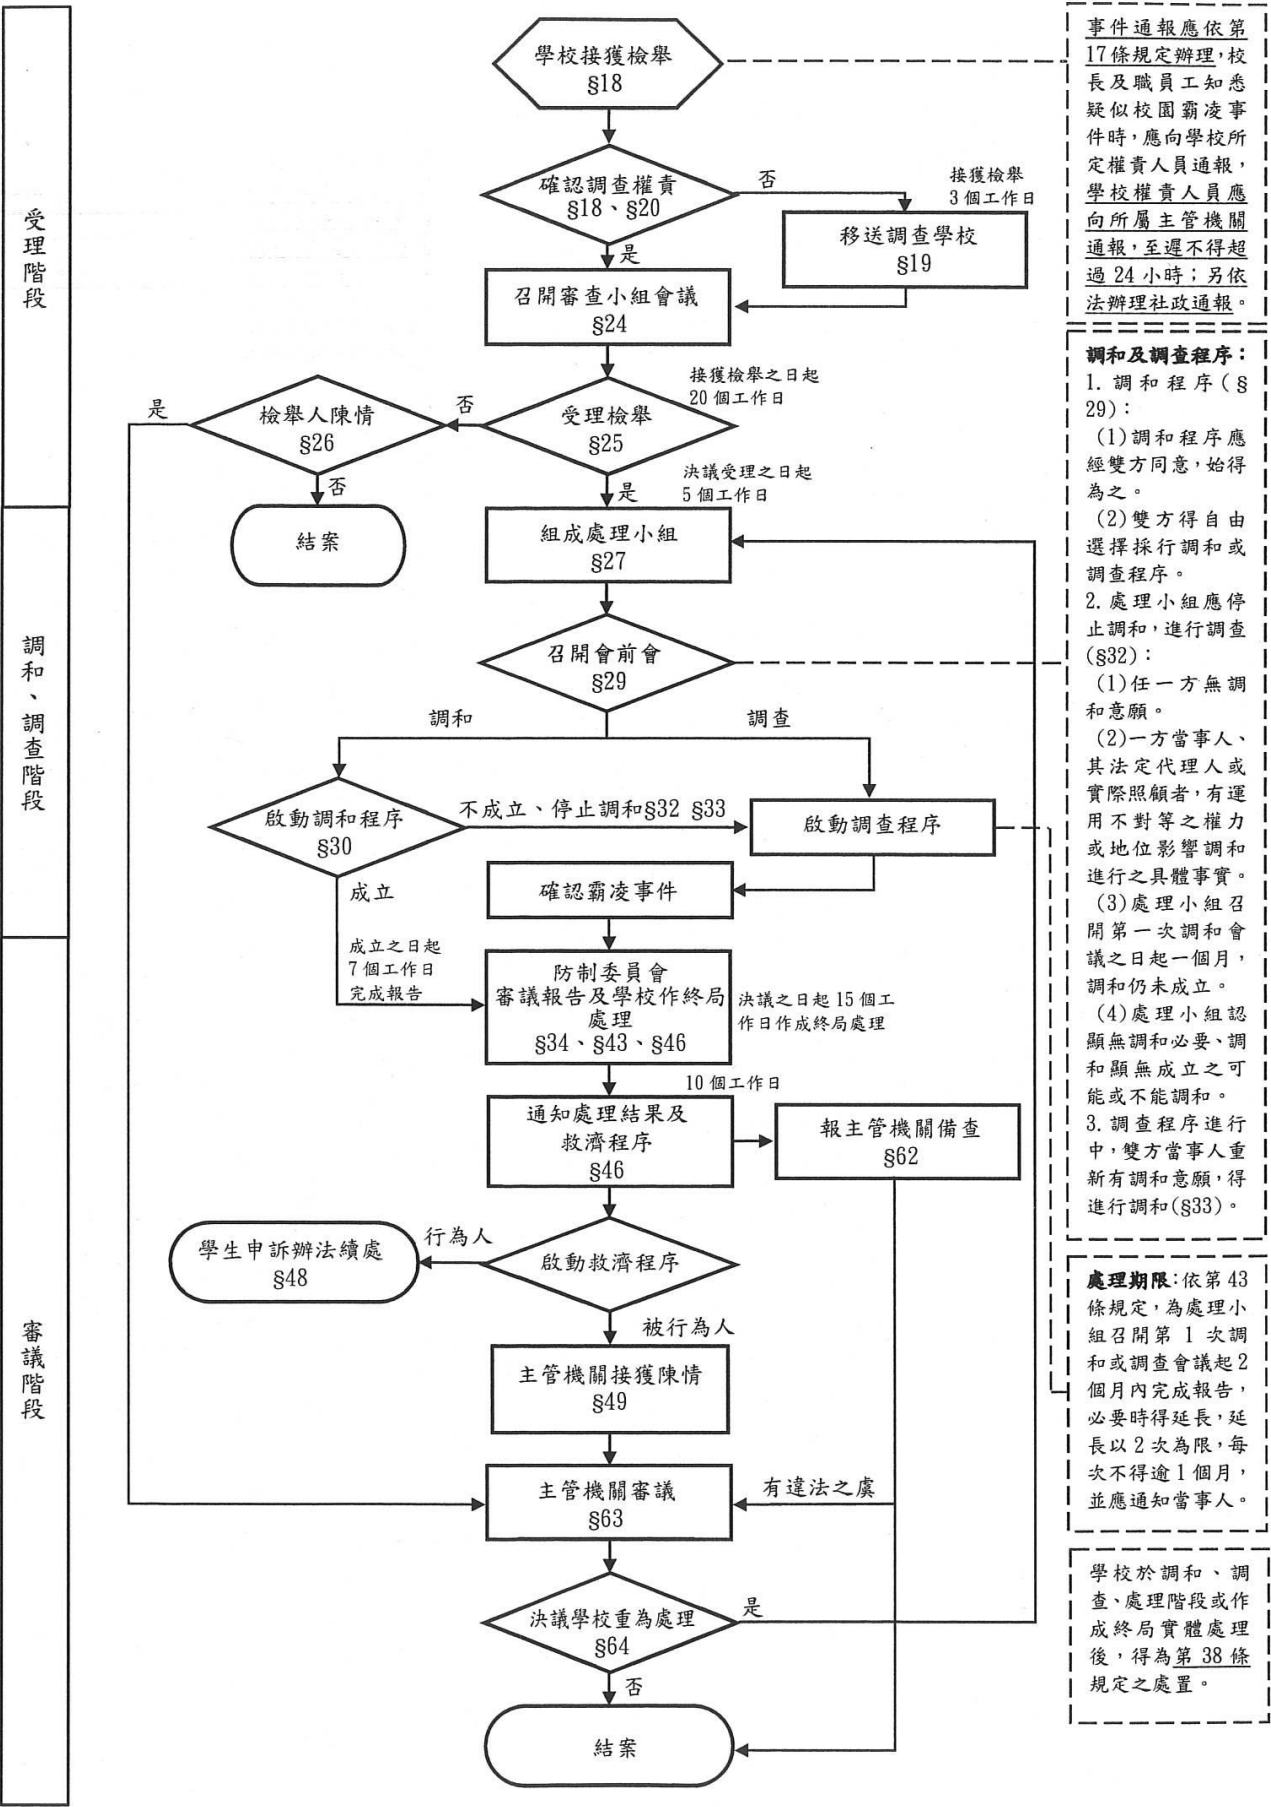 受理階段
調和、調查階段
審議階段
學校接獲檢舉
§18
確認調查權責
§18、§20
否
接獲檢舉
3個工作日
移送調查學校
§19
是
召開審查小組會議
§24
接獲檢舉之日起
20個工作日
受理檢舉
§25
否
檢舉人陳情
§26
是
否
結案
決議受理之日起
5個工作日
是
組成處理小組
§27
召開會前會
§29
調和
調查
啟動調和程序
§30
不成立、停止調和§32 §33
啟動調查程序
成立
確認霸凌事件
成立之日起
7個工作日
完成報告
防制委員會
審議報告及學校作終局
處理
§34、§43、§46
決議之日起15個工
作日作成終局處理
10個工作日
通知處理結果及
救濟程序
§46
報主管機關備查
§62
啟動救濟程序
行為人
學生申訴辦法續處
§48
被行為人
主管機關接獲陳情
§49
主管機關審議
§63
有違法之虞
決議學校重為處理
§64
是
否
結案
事件通報應依第
17條規定辦理,校
長及職員工知悉
疑似校園霸凌事
件時,應向學校所
定權責人員通報,
學校權責人員應
向所屬主管機關
通報,至遲不得超
過24小時;另依
法辦理社政通報。
調和及調查程序:
1.調和程序(§
29):
(1)調和程序應
經雙方同意,始得
為之。
(2)雙方得自由
選擇採行調和或
調查程序。
2.處理小組應停
止調和,進行調查
(§32):
(1)任一方無調
和意願。
(2)一方當事人、
其法定代理人或
實際照顧者,有運
用不對等之權力
或地位影響調和
進行之具體事實。
(3)處理小組召
開第一次調和會
議之日起一個月,
調和仍未成立。
(4)處理小組認
顯無調和必要、調
和顯無成立之可
能或不能調和。
3.調查程序進行
中,雙方當事人重
新有調和意願,得
進行調和(§33)。
處理期限:依第43
條規定,為處理小
組召開第1次調
和或調查會議起2
個月內完成報告,
必要時得延長,延
長以2次為限,每
次不得逾1個月,
並應通知當事人。
學校於調和、調
查、處理階段或作
成終局實體處理
後,得為第38條
規定之處置。